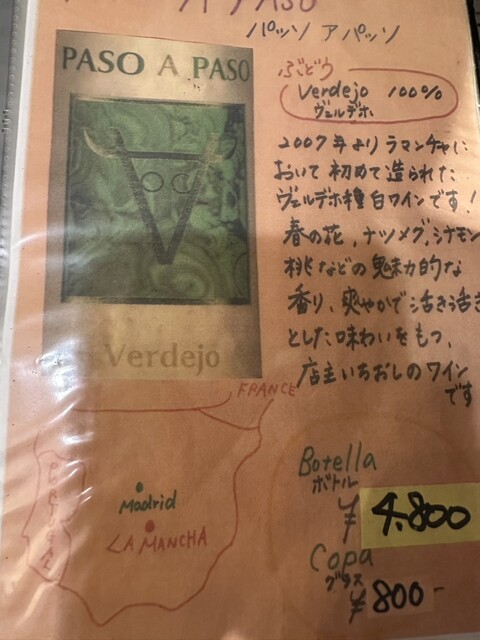 A PASO
パッソ ア パッソ
PASO A PASO
Verdejo
ぶどう
Verdejo 100%
ヴェルデホ
2007年よりラマンチャに
おいて初めて造られた
ヴェルデホ種白ワインです!
春の花、ナツメグ、シナモン
桃などの魅力的な
香り、爽やかで活き活き
とした味わいをもつ、
店主いちおしのワイン
です
FRANCE
PORTUGAL
Madrid
LA MANCHA
Botella
ボトル
¥ 4.800
Copa
グラス
¥800-